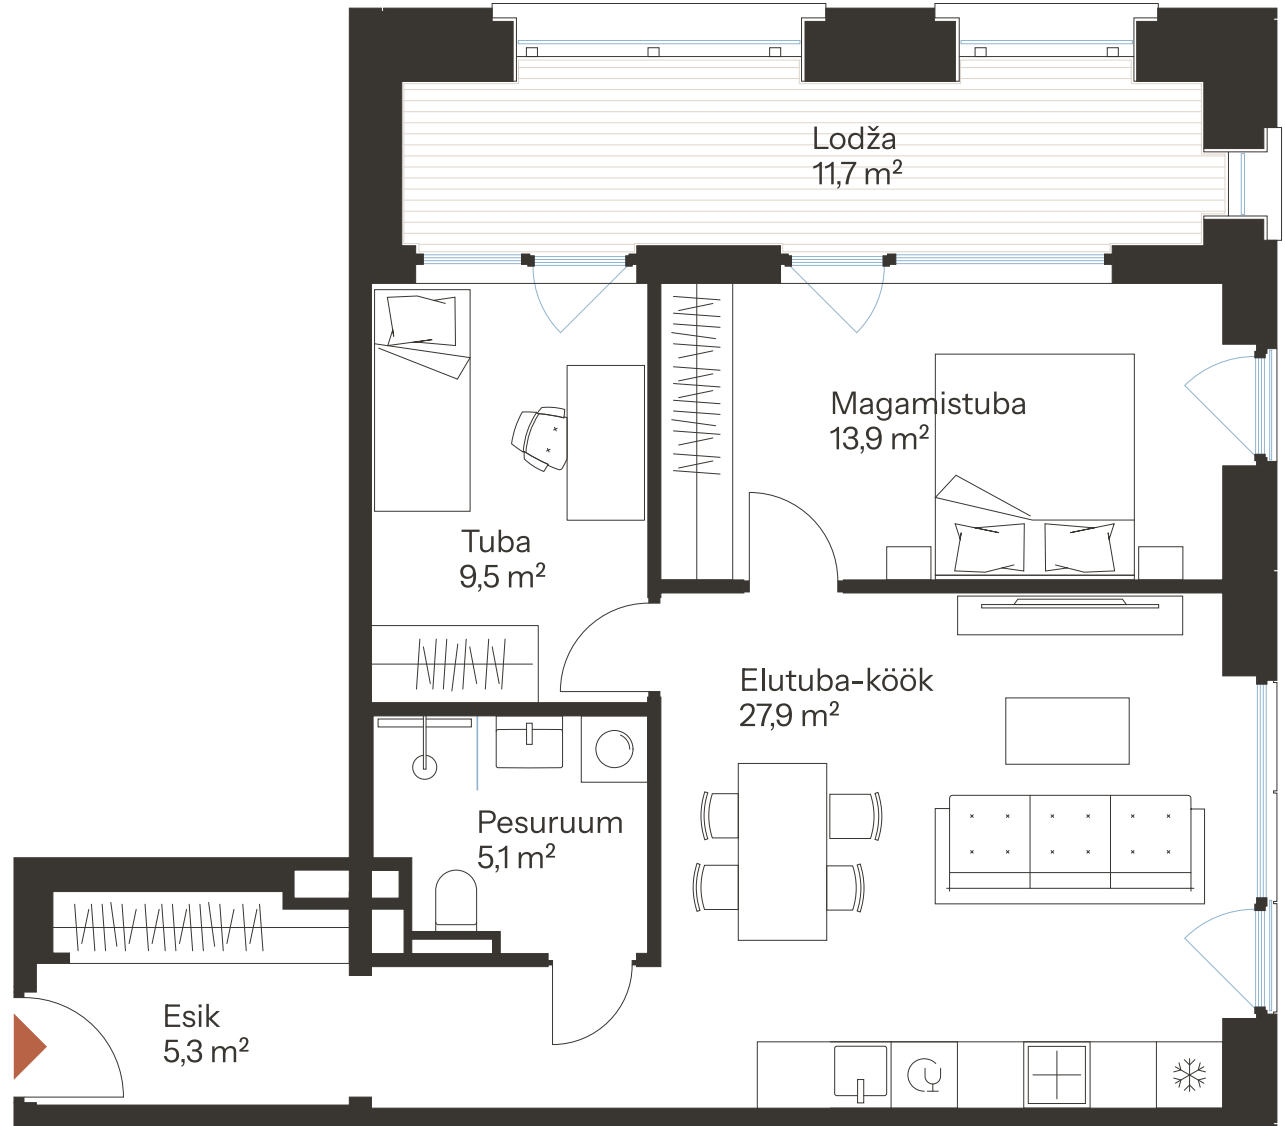 Lodža
11,7 m²
Magamistuba
13,9 m²
Tuba
9,5 m²
Elutuba-köök
27,9 m²
Pesuruum
5,1 m²
Esik
5,3 m²